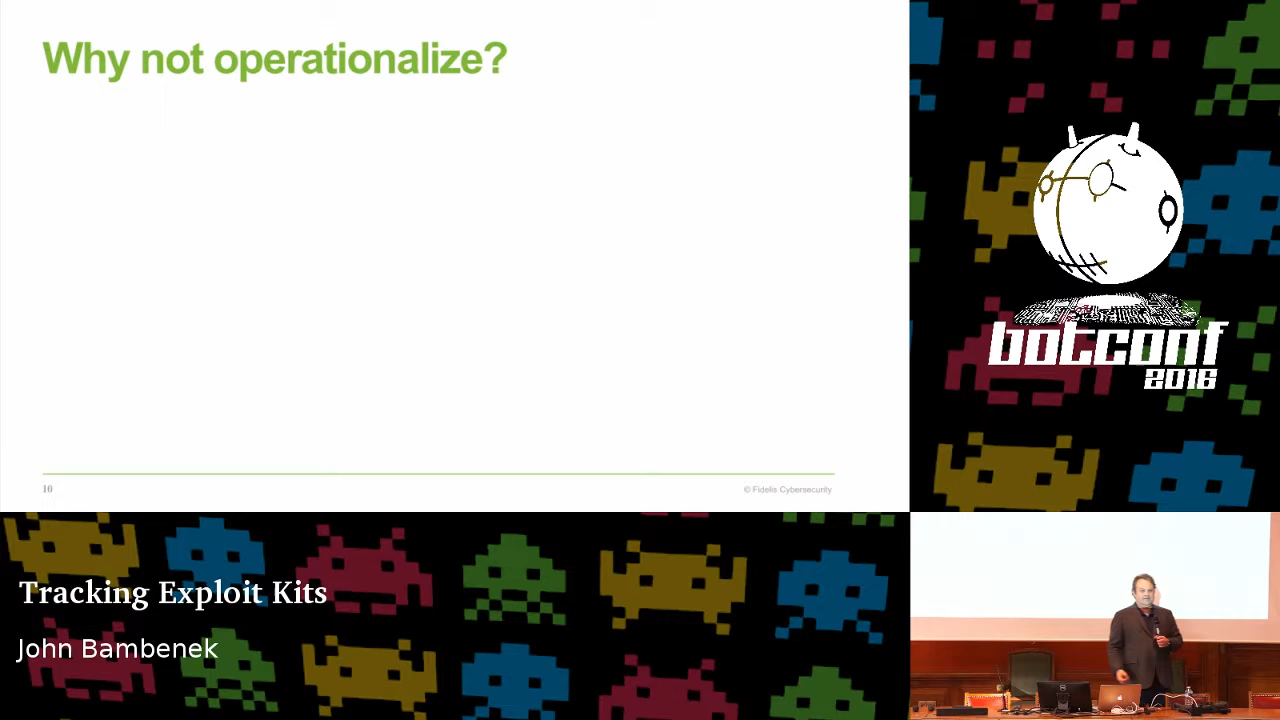 Why not operationalize?
10
© Fidelis Cybersecurity
botconf
2016
Tracking Exploit Kits
John Bambenek